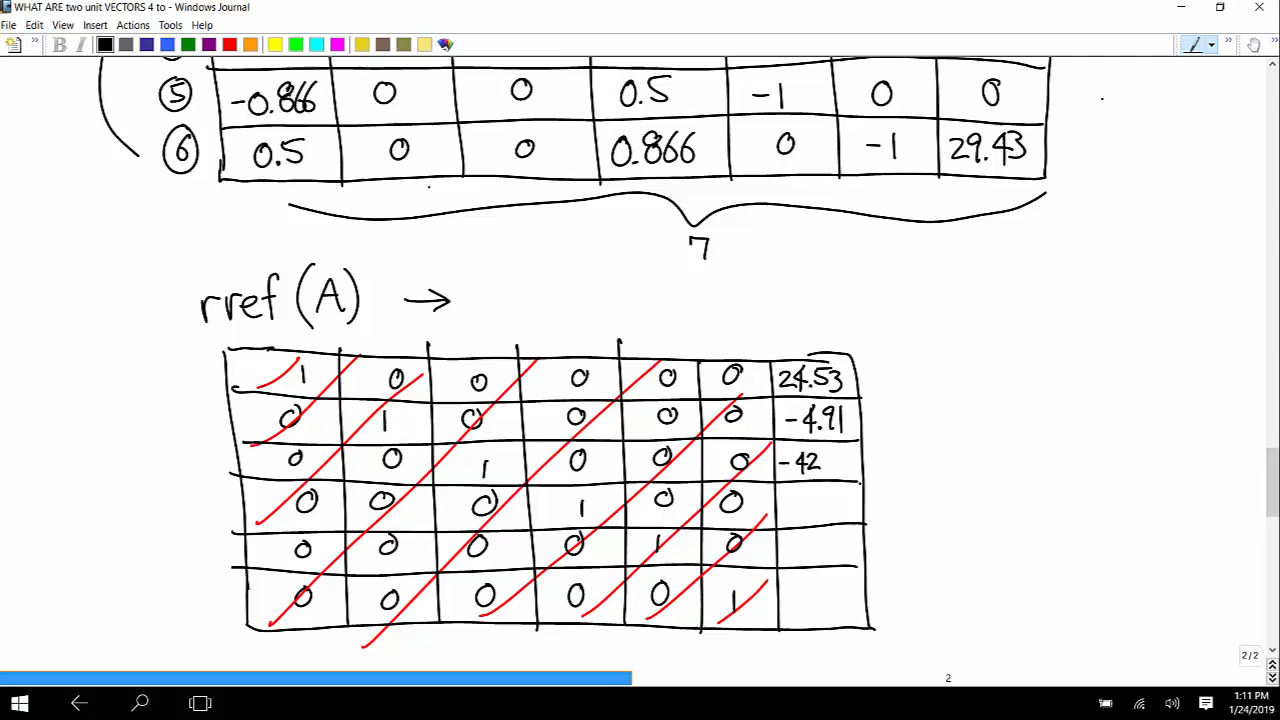 WHAT ARE two unit VECTORS 4 to - Windows Journal
File Edit View Insert Actions Tools Help
B I
5 -0.866 0 0 0.5 -1 0 0
6 0.5 0 0 0.866 0 -1 29.43
7
rref (A) →
1 0 0 0 0 0 24.53
0 1 0 0 0 0 -4.91
0 0 1 0 0 0 -42
0 0 0 1 0 0
0 0 0 0 1 0
0 0 0 0 0 1
2/2
2
1:11 PM
1/24/2019